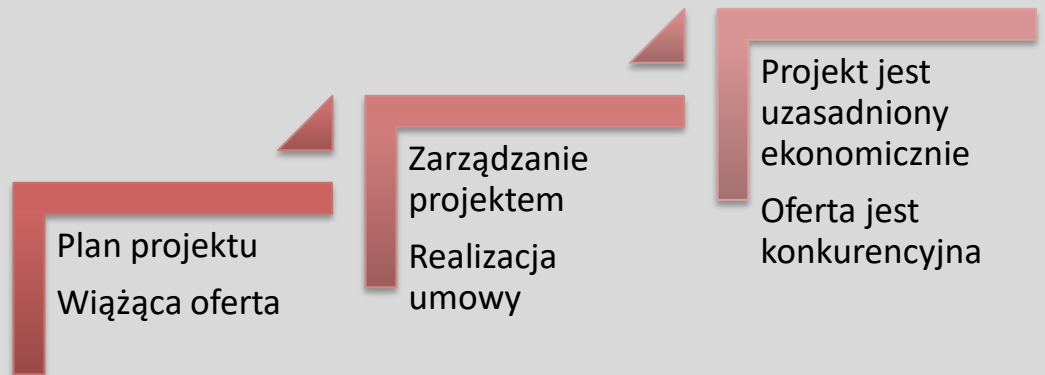 Plan projektu
Wiążąca oferta
Zarządzanie
projektem
Realizacja
umowy
Projekt jest
uzasadniony
ekonomicznie
Oferta jest
konkurencyjna